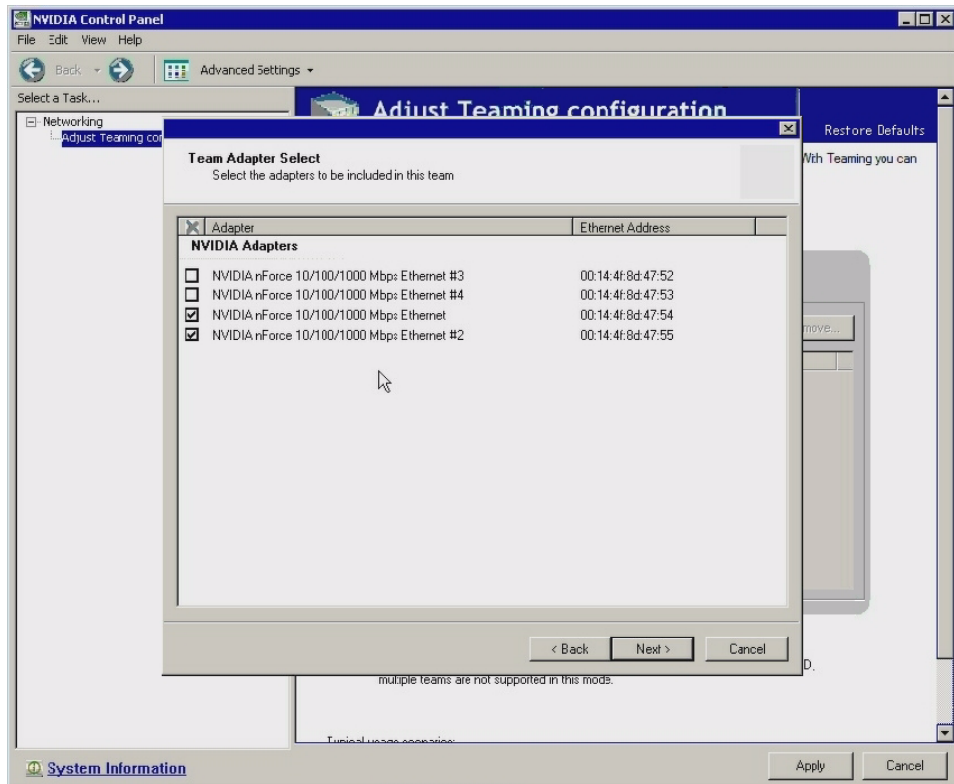 NVIDIA Control Panel
File Edit View Help
Back Advanced Settings
Select a Task...
Networking
Adjust Teaming con
Adjust Teaming configuration
Restore Defaults
With Teaming you can
Team Adapter Select
Select the adapters to be included in this team
Adapter Ethernet Address
NVIDIA Adapters
NVIDIA nForce 10/100/1000 Mbps Ethernet #3 00:14:4f:8d:47:52
NVIDIA nForce 10/100/1000 Mbps Ethernet #4 00:14:4f:8d:47:53
NVIDIA nForce 10/100/1000 Mbps Ethernet 00:14:4f:8d:47:54
NVIDIA nForce 10/100/1000 Mbps Ethernet #2 00:14:4f:8d:47:55
move...
< Back Next > Cancel
D,
multiple teams are not supported in this mode.
Typical usage scenarios:
System Information
Apply Cancel